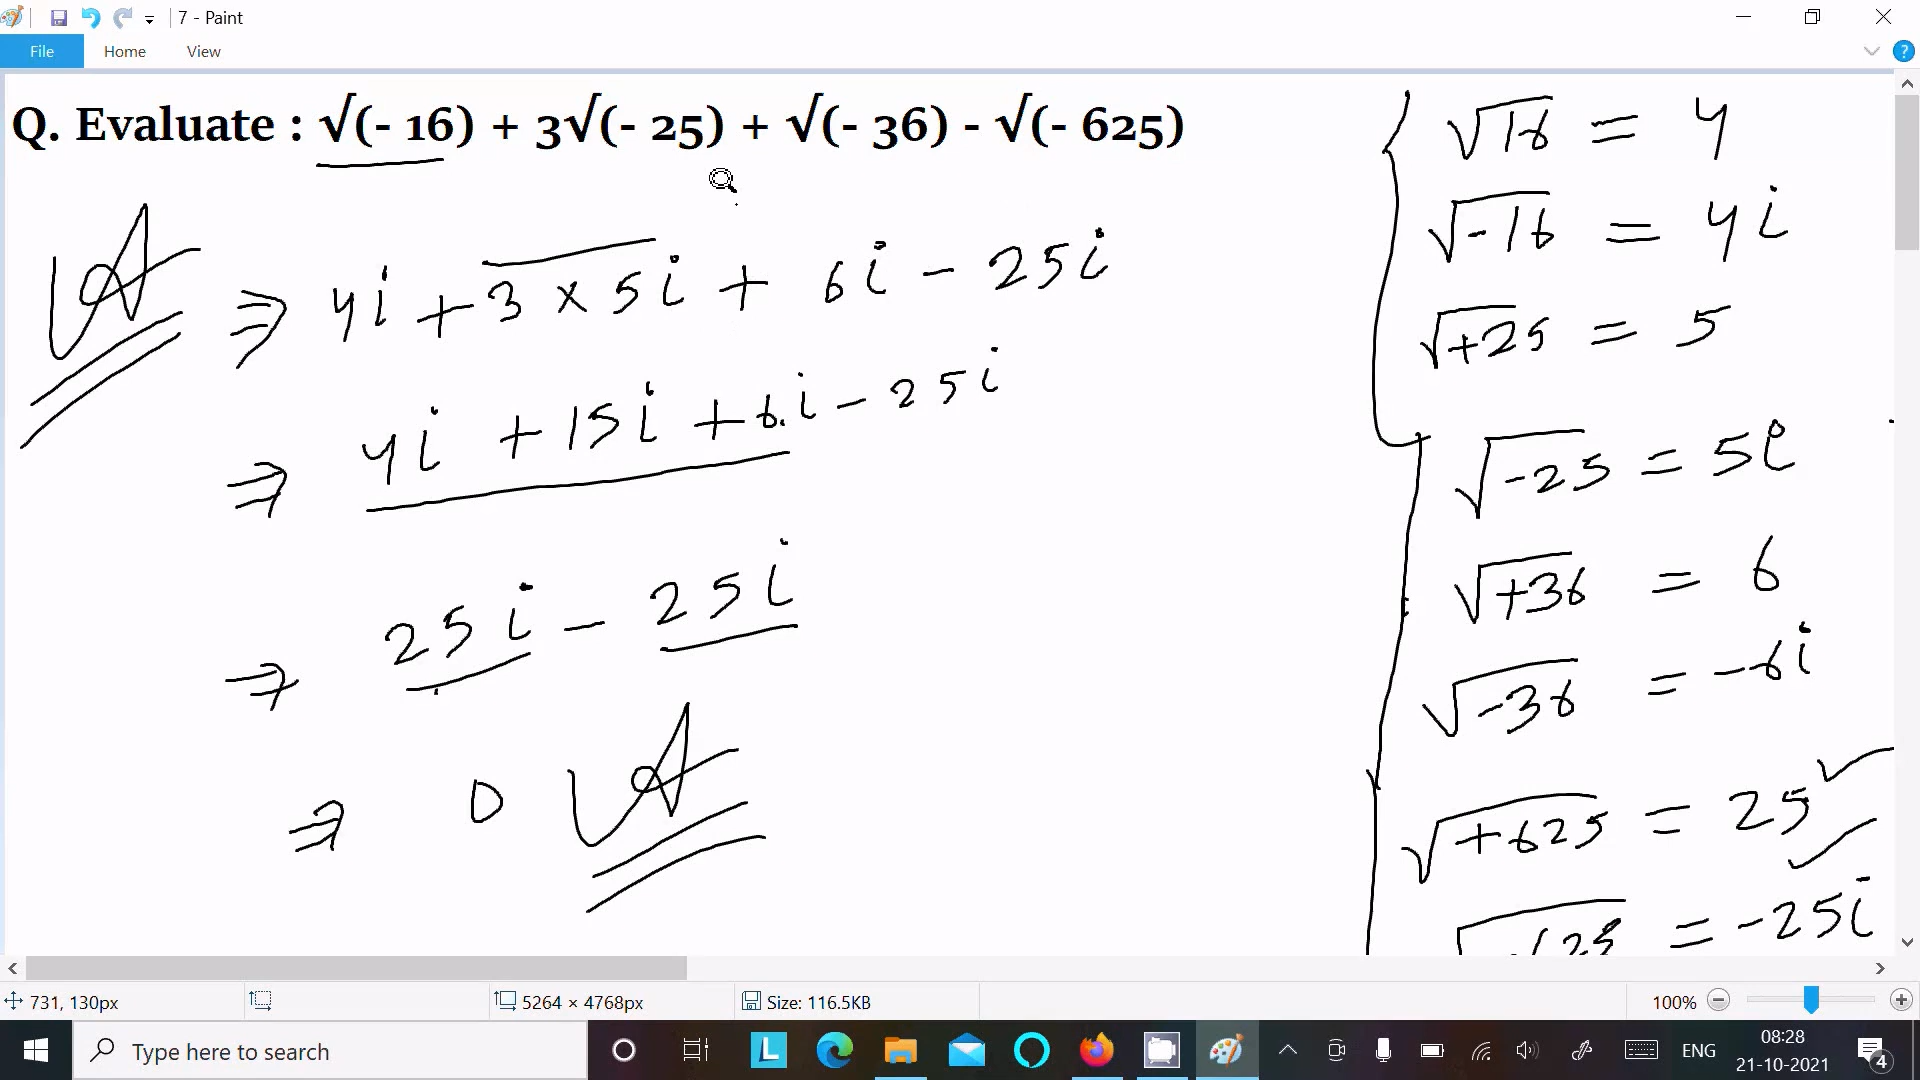 7 - Paint
File Home View
Q. Evaluate : √(- 16) + 3√(- 25) + √(- 36) - √(- 625)
⇒ 4i + 3 × 5i + 6i - 25i
⇒ 4i + 15i + 6i - 25i
⇒ 25i - 25i
⇒ 0
√16 = 4
√-16 = 4i
√+25 = 5
√-25 = 5i
√+36 = 6
√-36 = -6i
√+625 = 25
= -25i
731, 130px 5264 × 4768px Size: 116.5KB 100%
Type here to search
L
ENG
08:28
21-10-2021
4